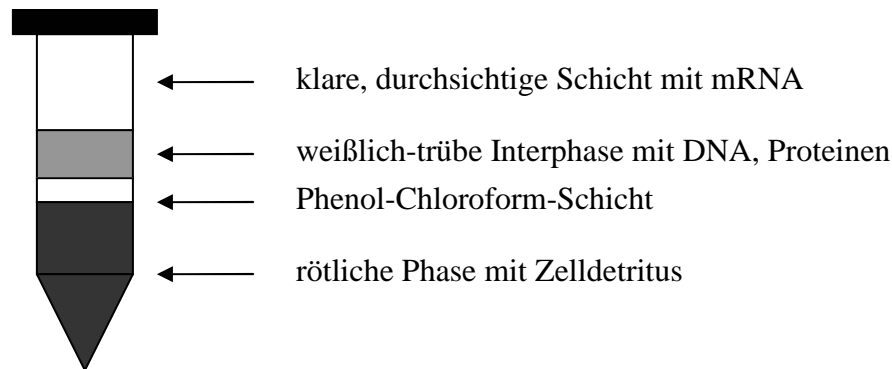 klare, durchsichtige Schicht mit mRNA
weißlich-trübe Interphase mit DNA, Proteinen
Phenol-Chloroform-Schicht
rötliche Phase mit Zelldetritus